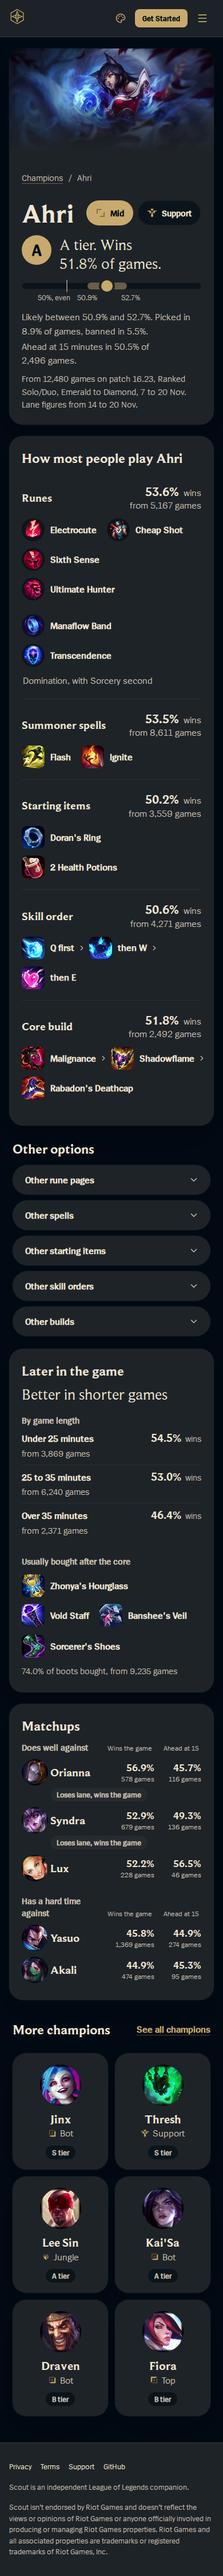 Get Started
Champions / Ahri
Ahri
Mid
Support
A
A tier. Wins
51.8% of games.
50%, even
50.9%
52.7%
Likely between 50.9% and 52.7%. Picked in
8.9% of games, banned in 5.5%.
Ahead at 15 minutes in 50.5% of
2,496 games.
From 12,480 games on patch 16.23, Ranked
Solo/Duo, Emerald to Diamond, 7 to 20 Nov.
Lane figures from 14 to 20 Nov.
How most people play Ahri
Runes
53.6% wins
from 5,167 games
Electrocute
Cheap Shot
Sixth Sense
Ultimate Hunter
Manaflow Band
Transcendence
Domination, with Sorcery second
Summoner spells
53.5% wins
from 8,611 games
Flash
Ignite
Starting items
50.2% wins
from 3,559 games
Doran's Ring
2 Health Potions
Skill order
50.6% wins
from 4,271 games
Q first
then W
then E
Core build
51.8% wins
from 2,492 games
Malignance
Shadowflame
Rabadon's Deathcap
Other options
Other rune pages
Other spells
Other starting items
Other skill orders
Other builds
Later in the game
Better in shorter games
By game length
Under 25 minutes
54.5% wins
from 3,869 games
25 to 35 minutes
53.0% wins
from 6,240 games
Over 35 minutes
46.4% wins
from 2,371 games
Usually bought after the core
Zhonya's Hourglass
Void Staff
Banshee's Veil
Sorcerer's Shoes
74.0% of boots bought, from 9,235 games
Matchups
Does well against
Wins the game
Ahead at 15
Orianna
56.9%
45.7%
578 games
116 games
Loses lane, wins the game
Syndra
52.9%
49.3%
679 games
136 games
Loses lane, wins the game
Lux
52.2%
56.5%
228 games
46 games
Has a hard time
against
Wins the game
Ahead at 15
Yasuo
45.8%
44.9%
1,369 games
274 games
Akali
44.9%
45.3%
474 games
95 games
More champions
See all champions
Jinx
Bot
S tier
Thresh
Support
S tier
Lee Sin
Jungle
A tier
Kai'Sa
Bot
A tier
Draven
Bot
B tier
Fiora
Top
B tier
Privacy
Terms
Support
GitHub
Scout is an independent League of Legends companion.
Scout isn't endorsed by Riot Games and doesn't reflect the
views or opinions of Riot Games or anyone officially involved in
producing or managing Riot Games properties. Riot Games and
all associated properties are trademarks or registered
trademarks of Riot Games, Inc.